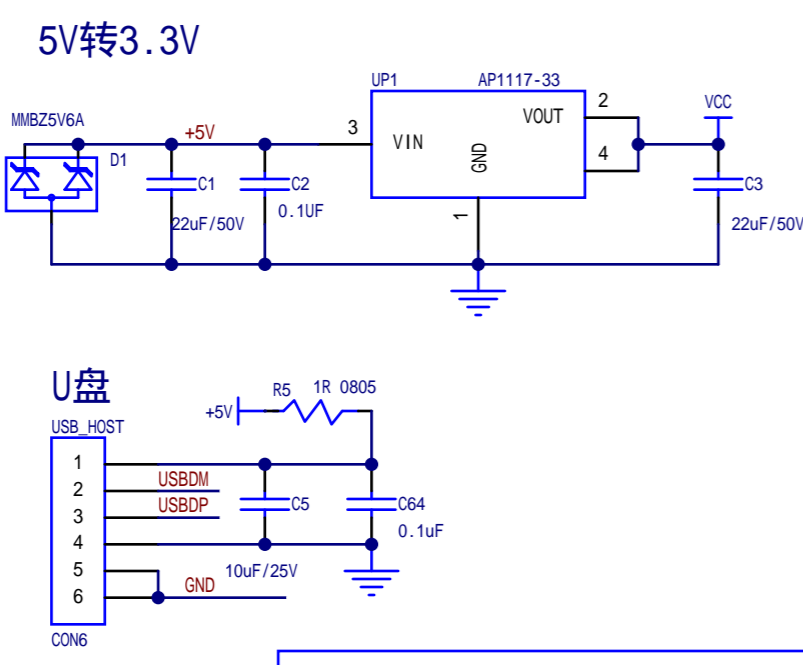 5V转3.3V
UP1 AP1117-33
MMBZ5V6A
D1
+5V
3
VIN
GND
VOUT
2
4
1
VCC
C1
22uF/50V
C2
0.1UF
C3
22uF/50V
U盘
USB_HOST
+5V
R5 1R 0805
1
2 USBDM
3 USBDP
4
5
6 GND
C5
10uF/25V
C64
0.1uF
CON6